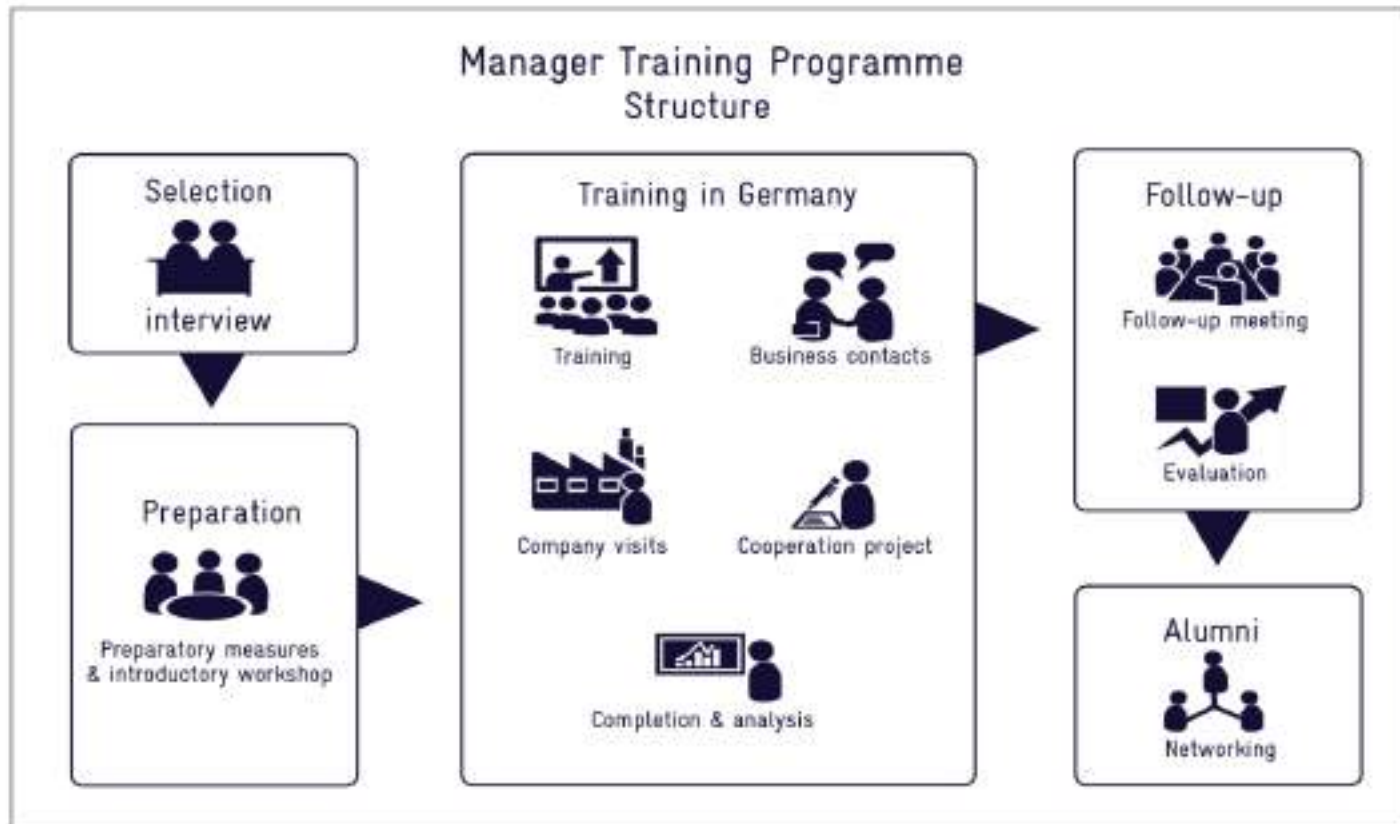 Manager Training Programme
Structure
Selection
interview
Preparation
Preparatory measures
& introductory workshop
Training in Germany
Training
Business contacts
Company visits
Cooperation project
Completion & analysis
Follow-up
Follow-up meeting
Evaluation
Alumni
Networking